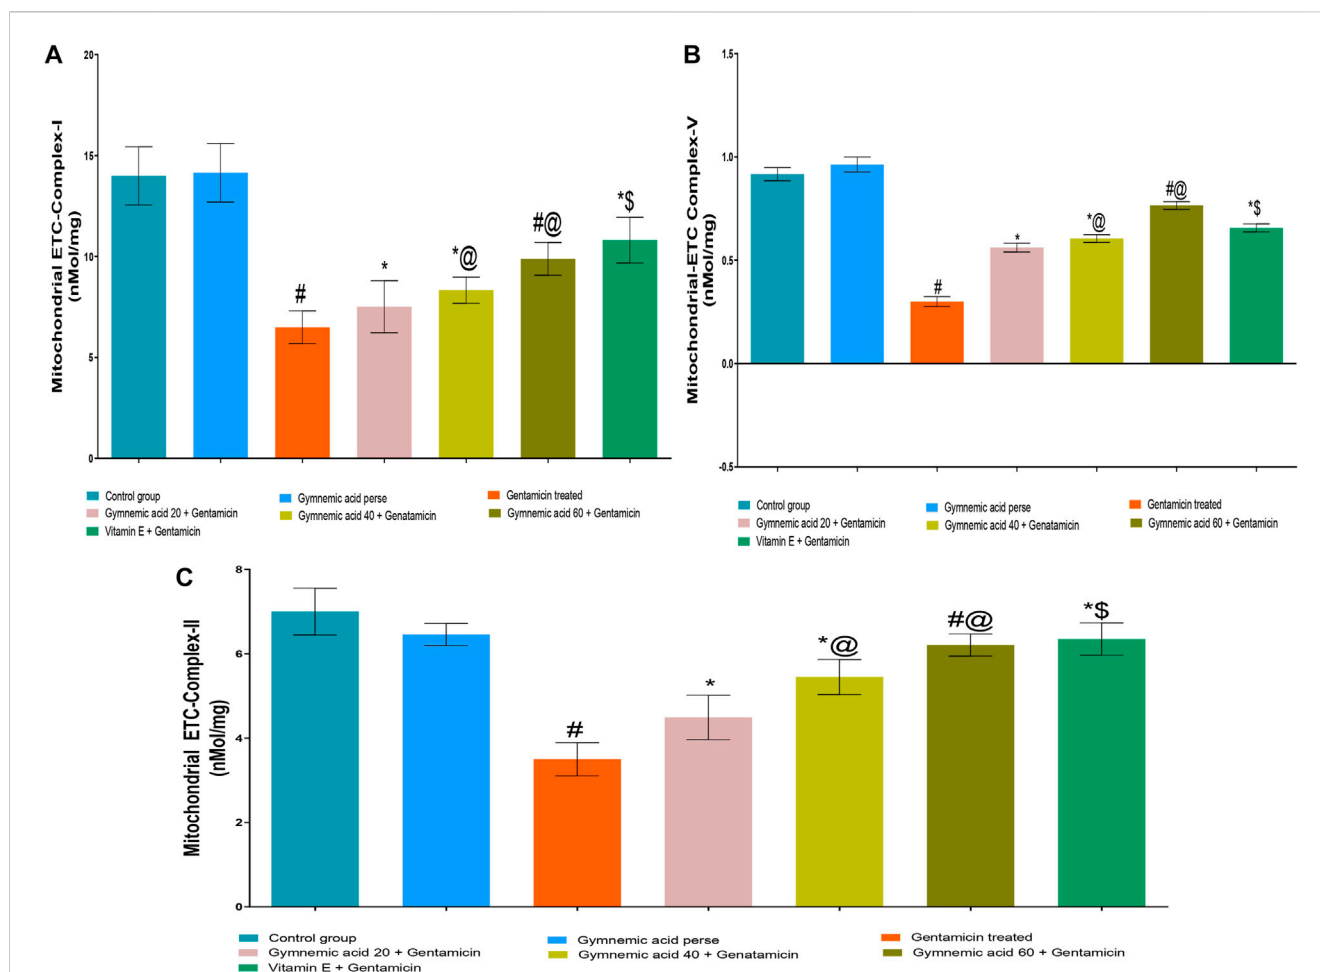 A
Mitochondrial ETC-Complex-I
(nMol/mg)
20
15
10
5
0
#
*
*@
#@
*$
Control group
Gymnemic acid perse
Gentamicin treated
Gymnemic acid 20 + Gentamicin
Gymnemic acid 40 + Genatamicin
Gymnemic acid 60 + Gentamicin
Vitamin E + Gentamicin
B
Mitochondrial-ETC Complex-V
(nMol/mg)
1.5
1.0
0.5
0.0
-0.5
#
*
*@
#@
*$
Control group
Gymnemic acid perse
Gentamicin treated
Gymnemic acid 20 + Gentamicin
Gymnemic acid 40 + Genatamicin
Gymnemic acid 60 + Gentamicin
Vitamin E + Gentamicin
C
Mitochondrial ETC-Complex-II
(nMol/mg)
8
6
4
2
0
#
*
*@
#@
*$
Control group
Gymnemic acid perse
Gentamicin treated
Gymnemic acid 20 + Gentamicin
Gymnemic acid 40 + Genatamicin
Gymnemic acid 60 + Gentamicin
Vitamin E + Gentamicin